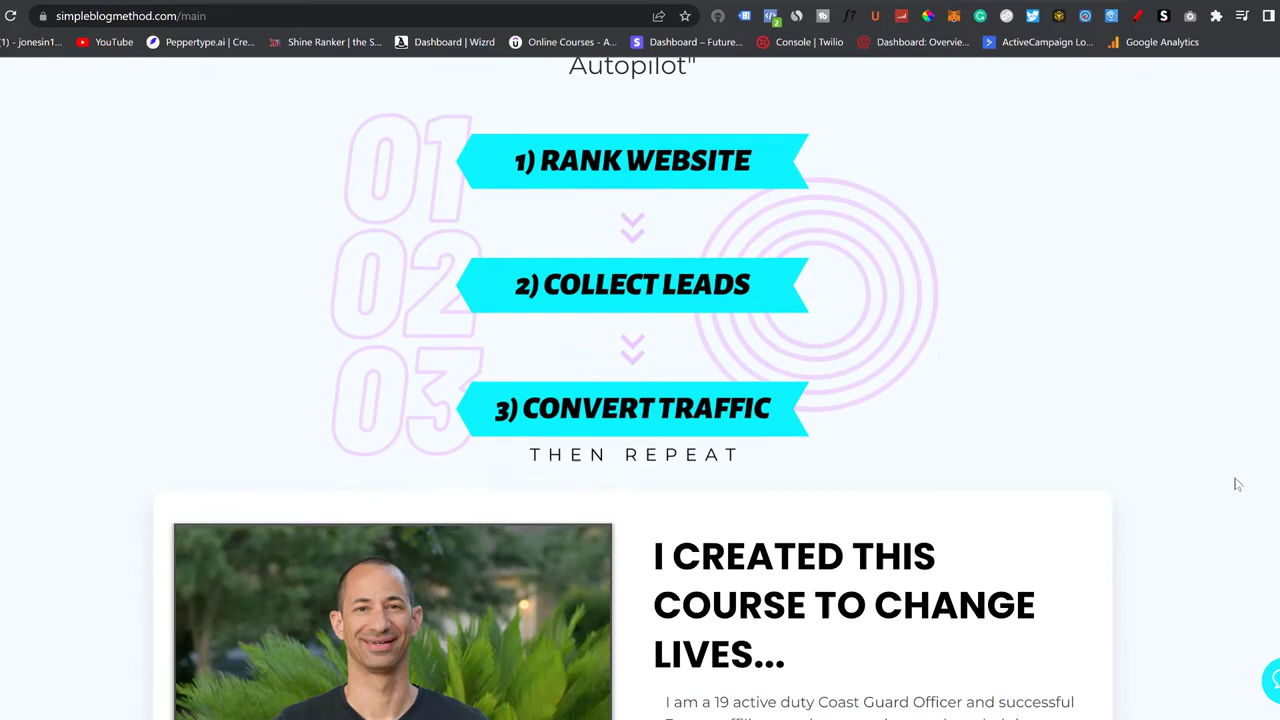 simpleblogmethod.com/main
(1) - jonesin1...
YouTube
Peppertype.ai | Cre...
Shine Ranker | the S...
Dashboard | Wizrd
Online Courses - A...
Dashboard – Future...
Console | Twilio
Dashboard: Overvie...
ActiveCampaign Lo...
Google Analytics
Autopilot"
01
1) RANK WEBSITE
02
2) COLLECT LEADS
03
3) CONVERT TRAFFIC
THEN REPEAT
I CREATED THIS
COURSE TO CHANGE
LIVES...
I am a 19 active duty Coast Guard Officer and successful